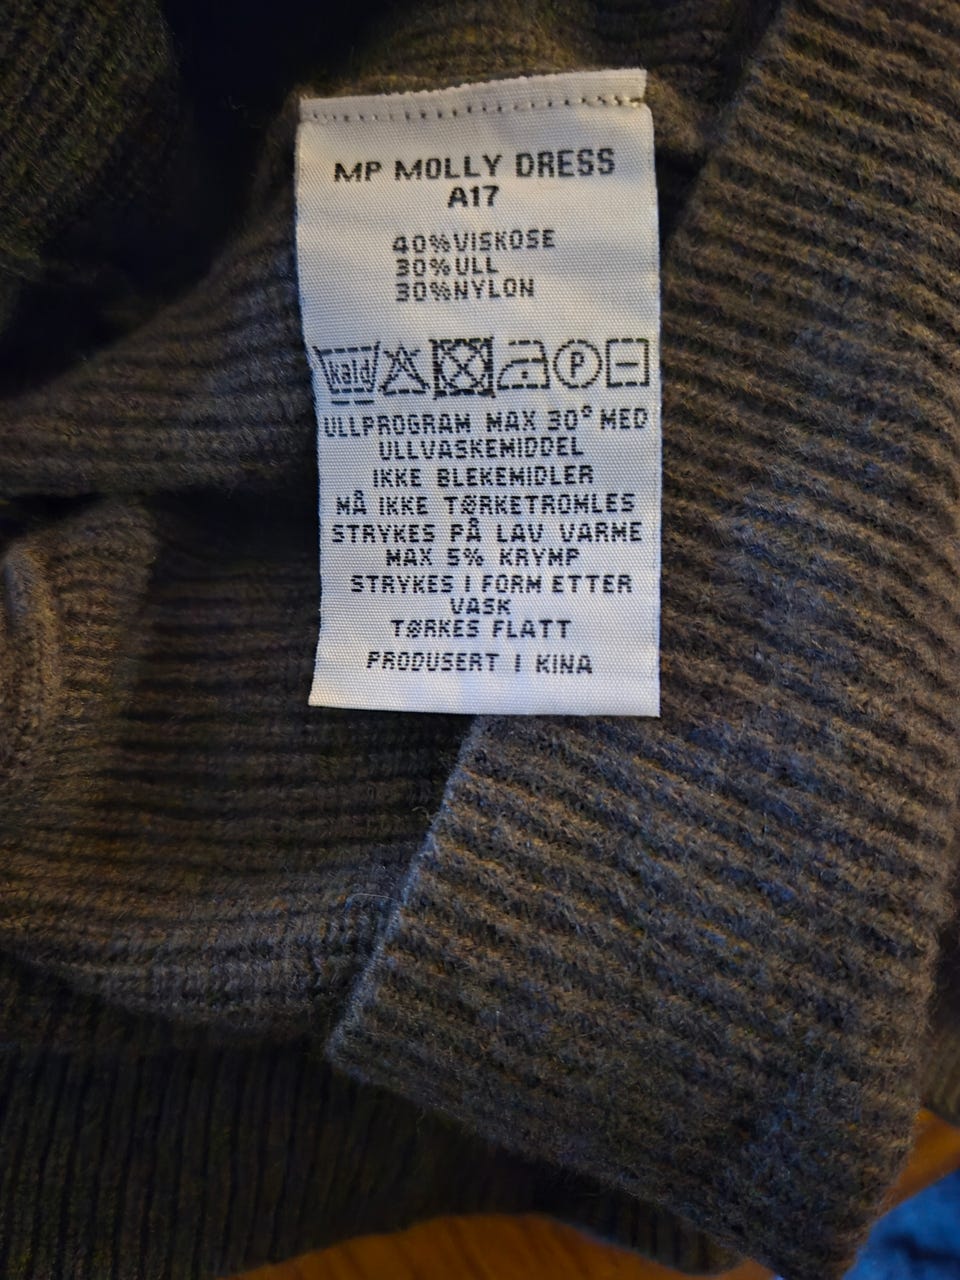 MP MOLLY DRESS
A17
40%VISKOSE
30%ULL
30%NYLON
kald P
ULLPROGRAM MAX 30° MED
ULLVASKEMIDDEL
IKKE BLEKEMIDLER
MÅ IKKE TØRKETROMLES
STRYKES PÅ LAV VARME
MAX 5% KRYMP
STRYKES I FORM ETTER
VASK
TØRKES FLATT
PRODUSERT I KINA